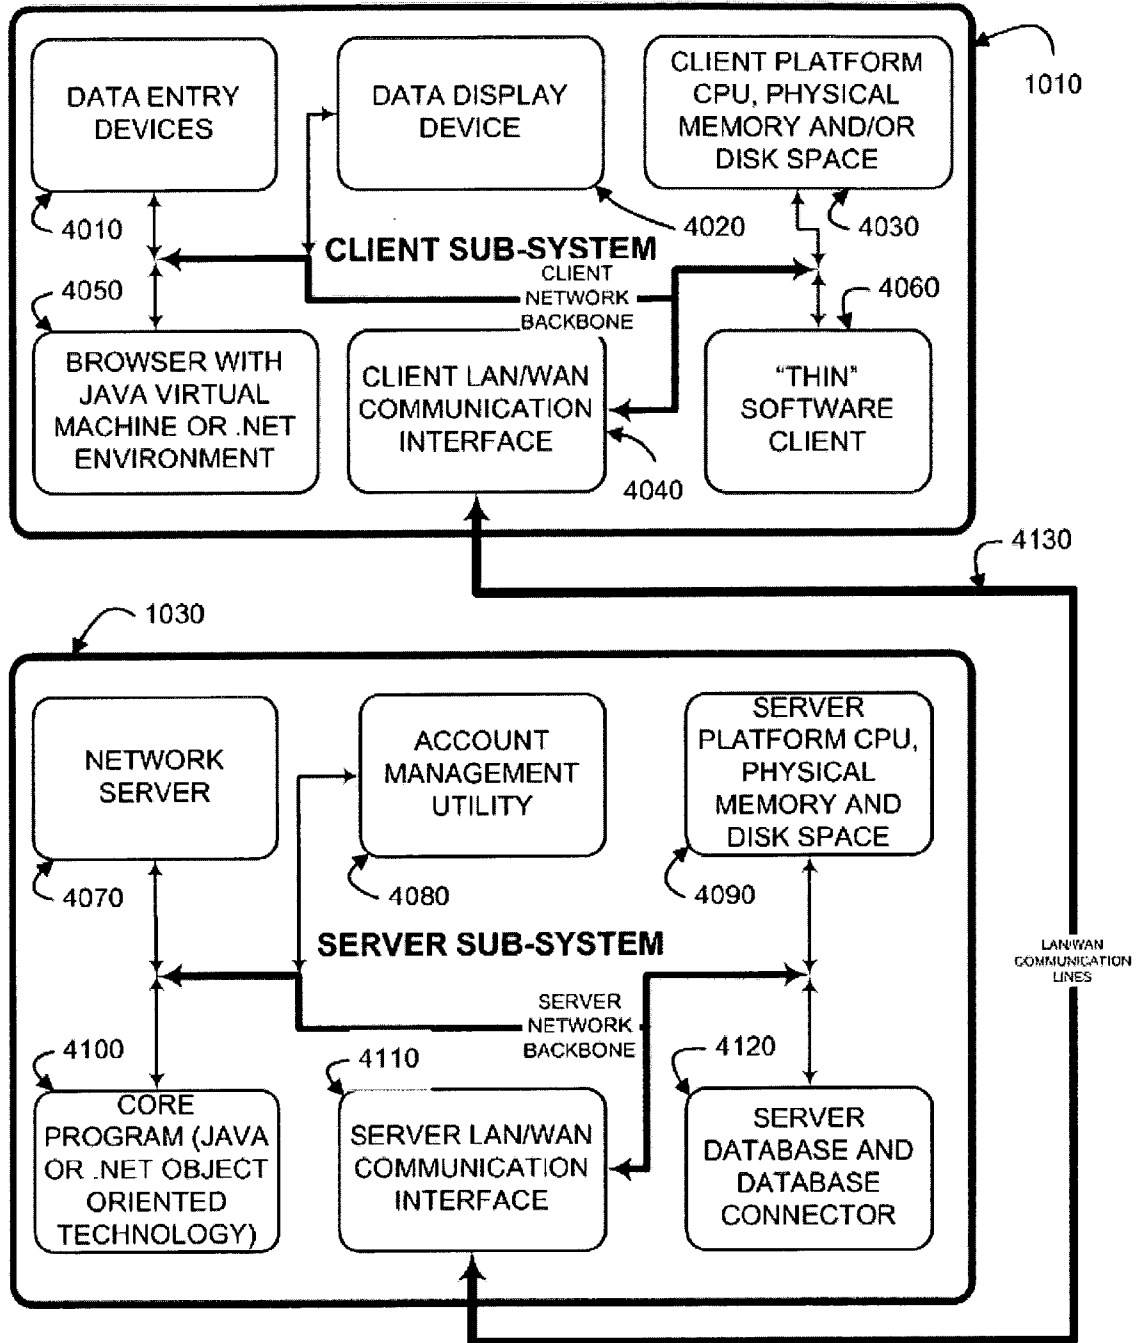 DATA ENTRY
DEVICES
DATA DISPLAY
DEVICE
CLIENT PLATFORM
CPU, PHYSICAL
MEMORY AND/OR
DISK SPACE
1010
4010
4020
4030
CLIENT SUB-SYSTEM
CLIENT
NETWORK
BACKBONE
4050
4060
BROWSER WITH
JAVA VIRTUAL
MACHINE OR .NET
ENVIRONMENT
CLIENT LAN/WAN
COMMUNICATION
INTERFACE
"THIN"
SOFTWARE
CLIENT
4040
4130
1030
NETWORK
SERVER
ACCOUNT
MANAGEMENT
UTILITY
SERVER
PLATFORM CPU,
PHYSICAL
MEMORY AND
DISK SPACE
4070
4080
4090
SERVER SUB-SYSTEM
LAN/WAN
COMMUNICATION
LINES
SERVER
NETWORK
BACKBONE
4100
4110
4120
CORE
PROGRAM (JAVA
OR .NET OBJECT
ORIENTED
TECHNOLOGY)
SERVER LAN/WAN
COMMUNICATION
INTERFACE
SERVER
DATABASE AND
DATABASE
CONNECTOR